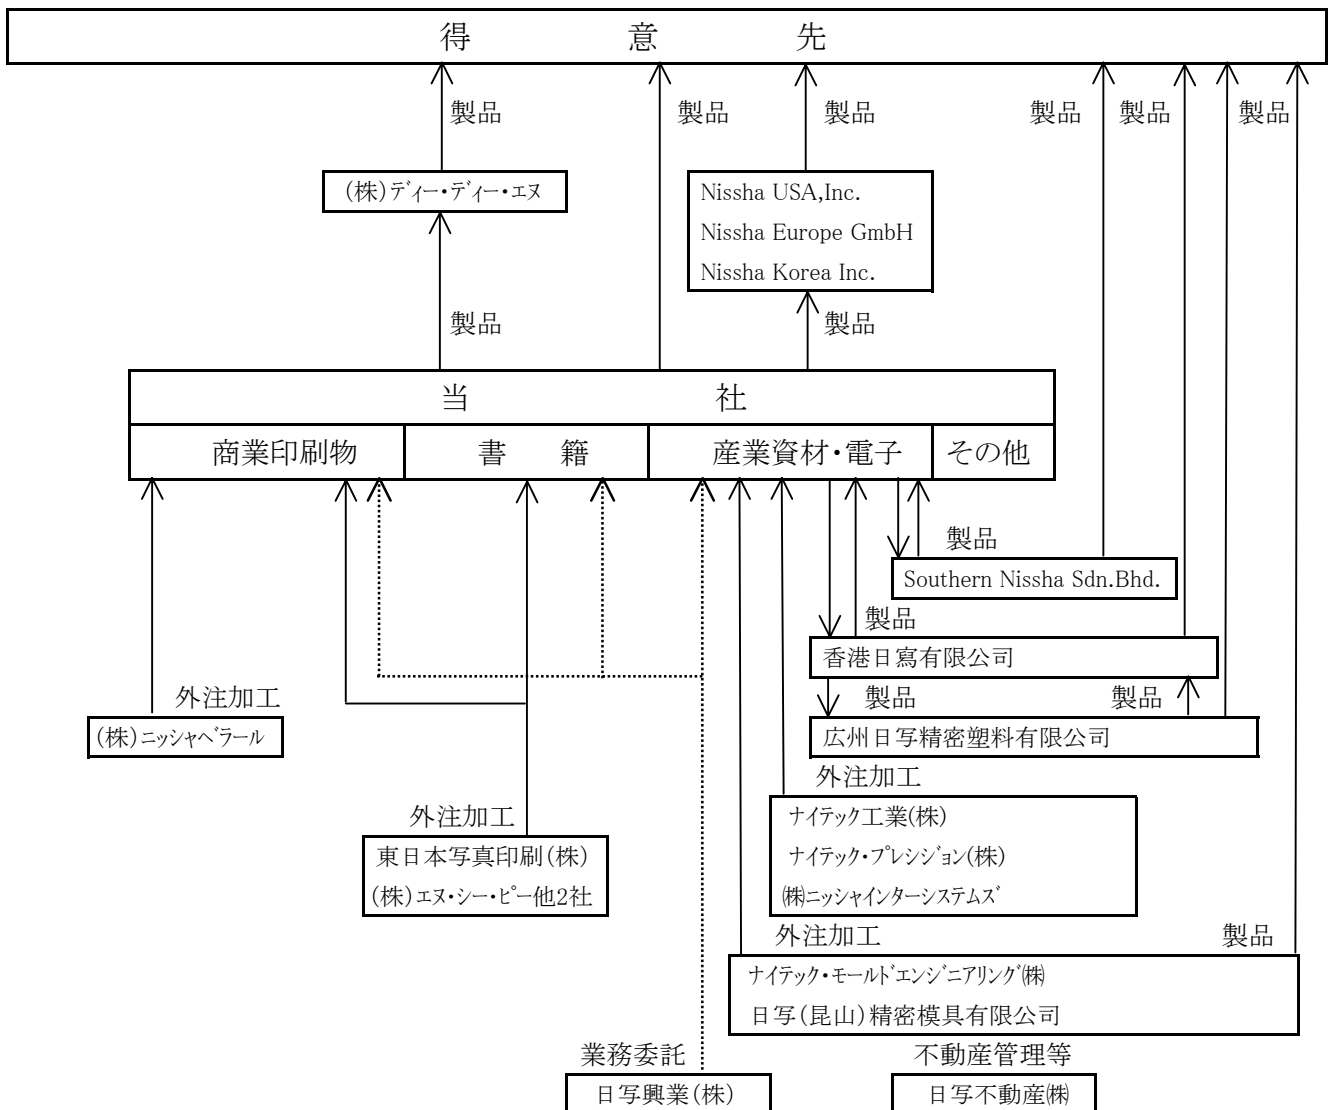 得意先
製品 製品 製品 製品 製品 製品
(株)ディー・ディー・エヌ
Nissha USA,Inc.
Nissha Europe GmbH
Nissha Korea Inc.
製品 製品
当社
商業印刷物 書籍 産業資材・電子 その他
製品
Southern Nissha Sdn.Bhd.
製品
香港日寫有限公司
外注加工 製品 製品
(株)ニッシャベラール
広州日写精密塑料有限公司
外注加工
ナイテック工業(株)
ナイテック・プレシジョン(株)
㈱ニッシャインターシステムズ
外注加工
東日本写真印刷(株)
(株)エヌ・シー・ピー他2社
外注加工 製品
ナイテック・モールドエンジニアリング㈱
日写(昆山)精密模具有限公司
業務委託 不動産管理等
日写興業(株) 日写不動産㈱